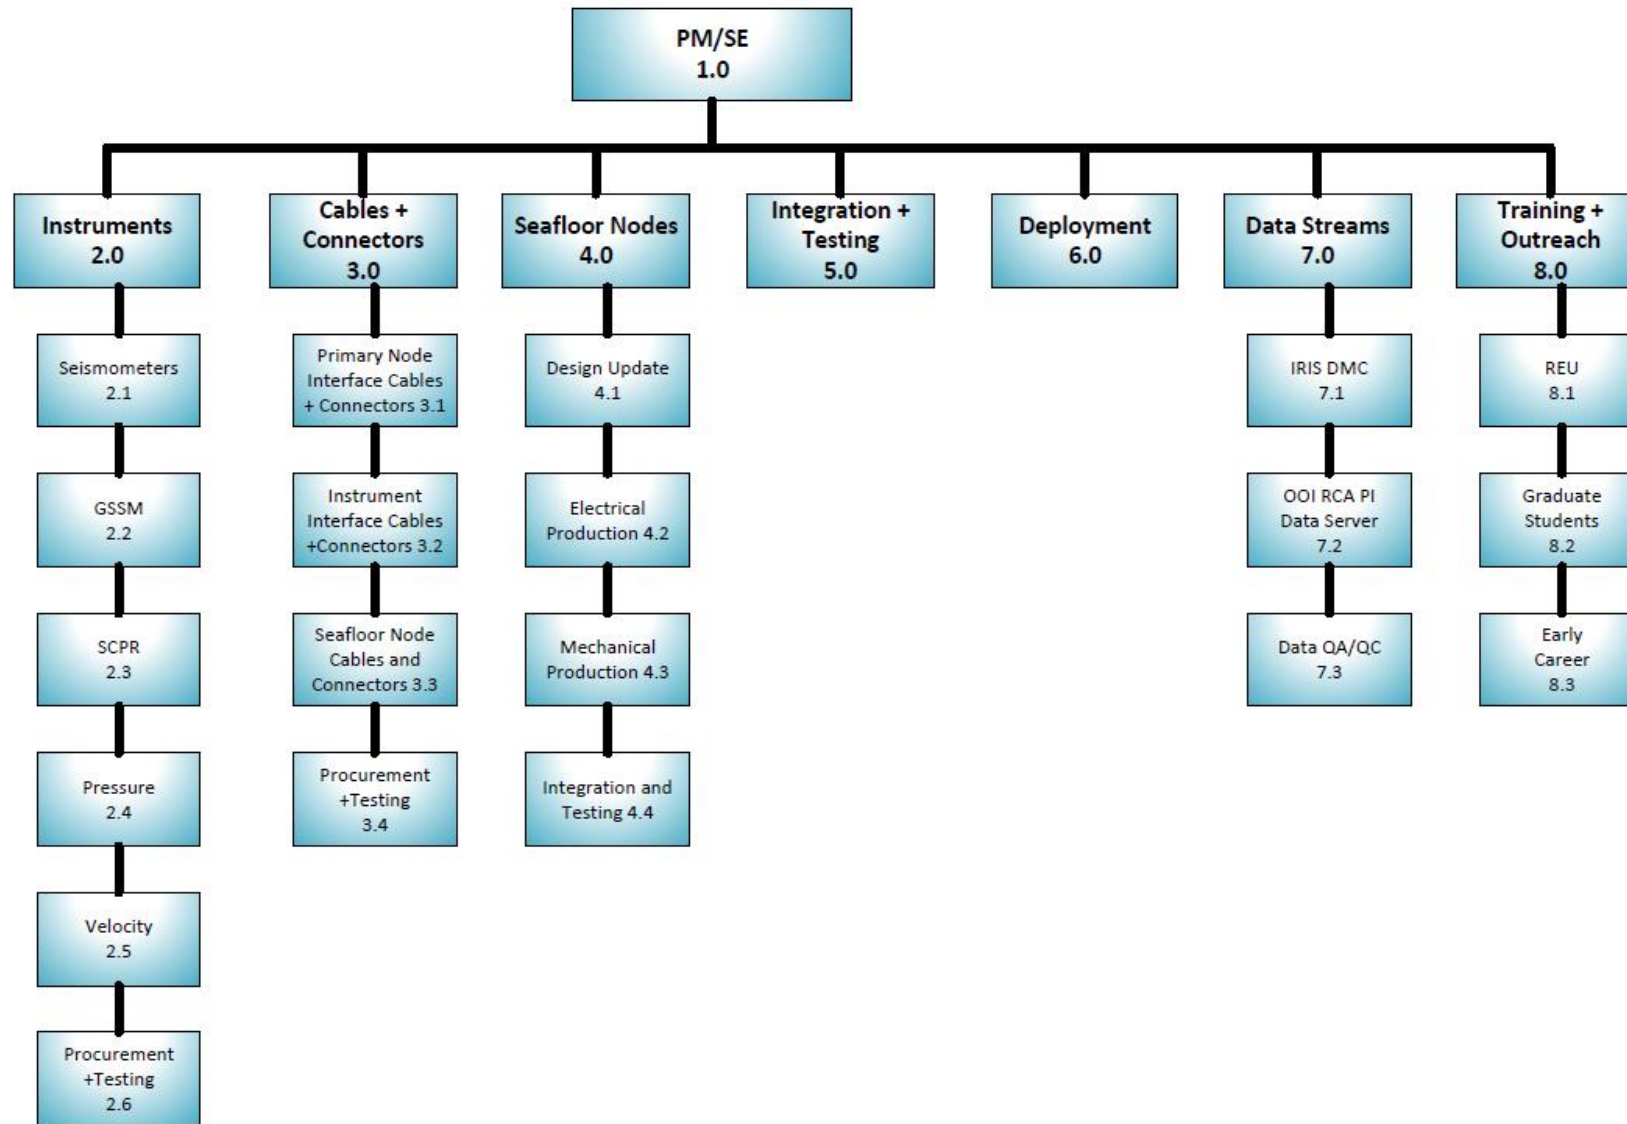 PM/SE
1.0
Instruments
2.0
Cables +
Connectors
3.0
Seafloor Nodes
4.0
Integration +
Testing
5.0
Deployment
6.0
Data Streams
7.0
Training +
Outreach
8.0
Seismometers
2.1
GSSM
2.2
SCPR
2.3
Pressure
2.4
Velocity
2.5
Procurement
+Testing
2.6
Primary Node
Interface Cables
+ Connectors 3.1
Instrument
Interface Cables
+Connectors 3.2
Seafloor Node
Cables and
Connectors 3.3
Procurement
+Testing
3.4
Design Update
4.1
Electrical
Production 4.2
Mechanical
Production 4.3
Integration and
Testing 4.4
IRIS DMC
7.1
OOI RCA PI
Data Server
7.2
Data QA/QC
7.3
REU
8.1
Graduate
Students
8.2
Early
Career
8.3